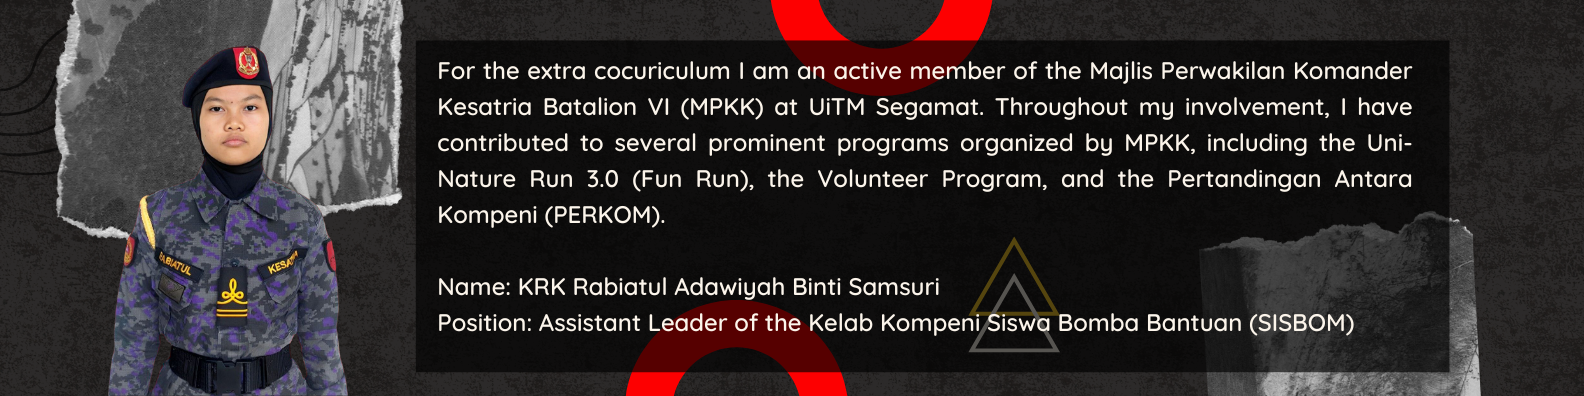 For the extra cocuriculum I am an active member of the Majlis Perwakilan Komander
Kesatria Batalion VI (MPKK) at UiTM Segamat. Throughout my involvement, I have
contributed to several prominent programs organized by MPKK, including the Uni-
Nature Run 3.0 (Fun Run), the Volunteer Program, and the Pertandingan Antara
Kompeni (PERKOM).
Name: KRK Rabiatul Adawiyah Binti Samsuri
Position: Assistant Leader of the Kelab Kompeni Siswa Bomba Bantuan (SISBOM)
RABIATUL